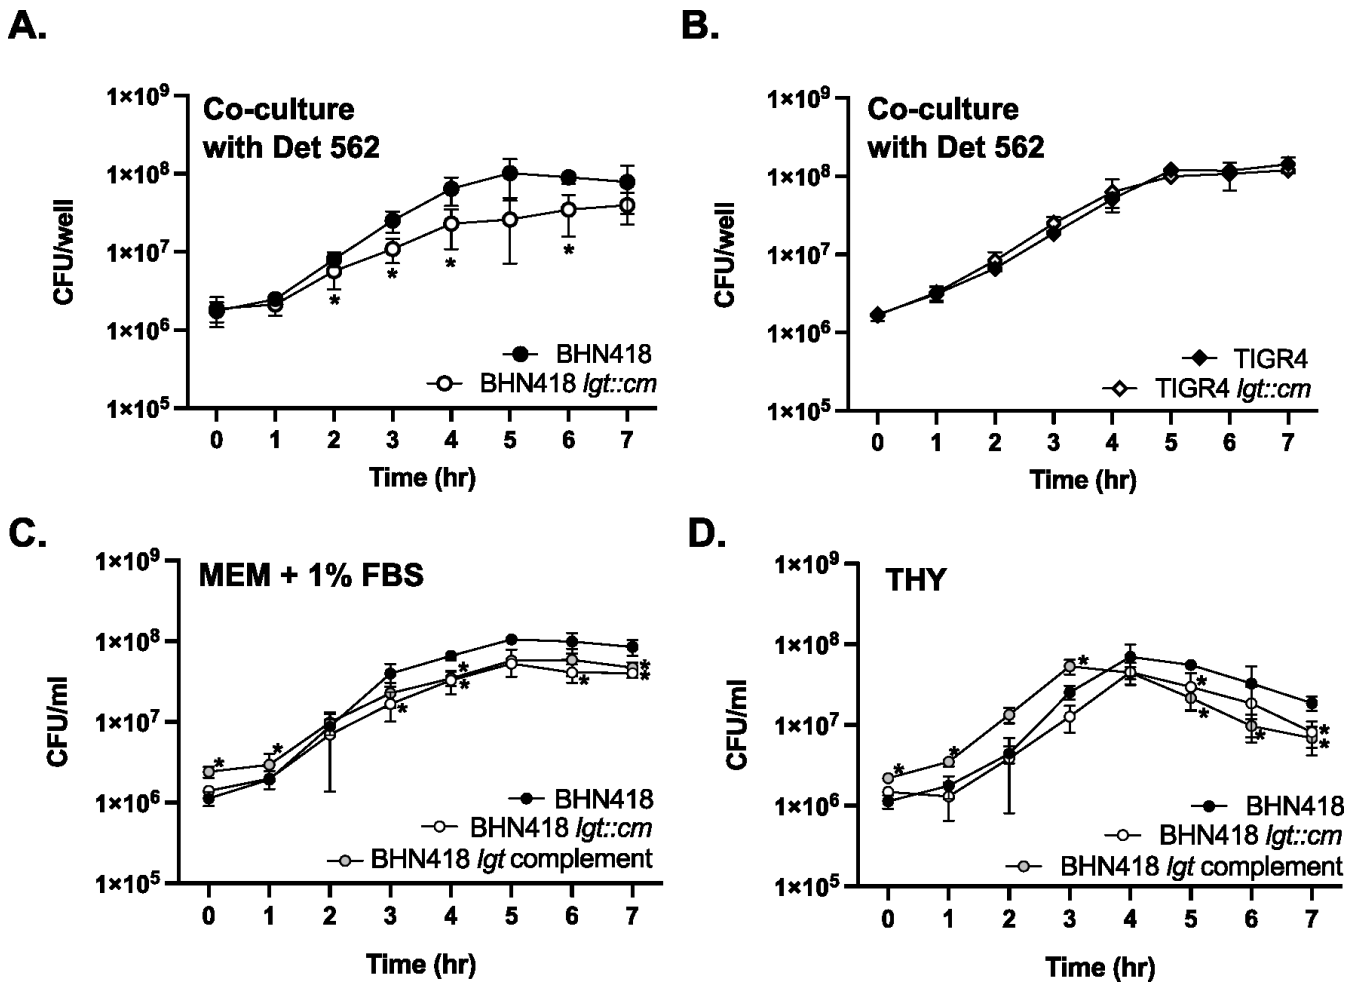 A.
Co-culture
with Det 562
1×10⁹
1×10⁸
1×10⁷
1×10⁶
1×10⁵
CFU/well
* * * *
BHN418
BHN418 lgt::cm
0 1 2 3 4 5 6 7
Time (hr)
B.
Co-culture
with Det 562
1×10⁹
1×10⁸
1×10⁷
1×10⁶
1×10⁵
CFU/well
TIGR4
TIGR4 lgt::cm
0 1 2 3 4 5 6 7
Time (hr)
C.
MEM + 1% FBS
1×10⁹
1×10⁸
1×10⁷
1×10⁶
1×10⁵
CFU/ml
* * * * * * * *
BHN418
BHN418 lgt::cm
BHN418 lgt complement
0 1 2 3 4 5 6 7
Time (hr)
D.
THY
1×10⁹
1×10⁸
1×10⁷
1×10⁶
1×10⁵
CFU/ml
* * * * * * * *
BHN418
BHN418 lgt::cm
BHN418 lgt complement
0 1 2 3 4 5 6 7
Time (hr)